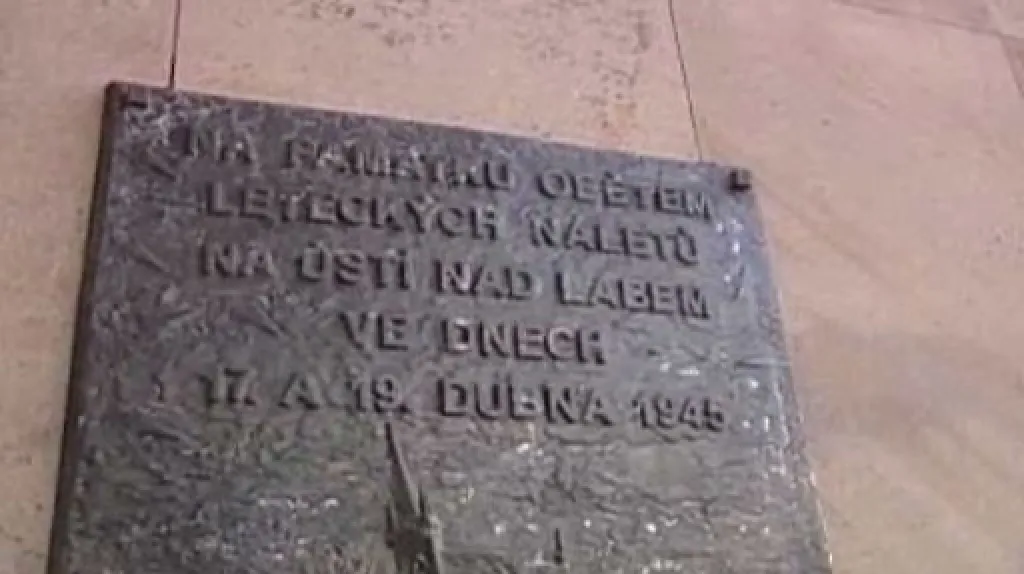 NA PAMÁTKU OBĚTEM
LETECKÝCH NÁLETŮ
NA ÚSTÍ NAD LABEM
VE DNECH
17. A 19. DUBNA 1945